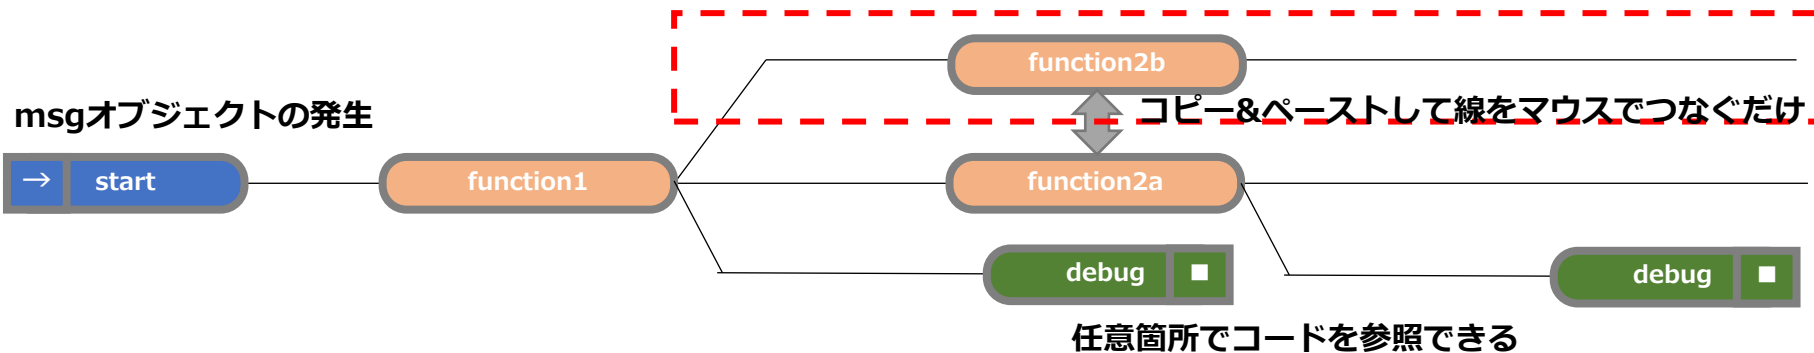 function2b
msgオブジェクトの発生
コピー&ペーストして線をマウスでつなぐだけ
→ start
function1
function2a
debug
debug
任意箇所でコードを参照できる